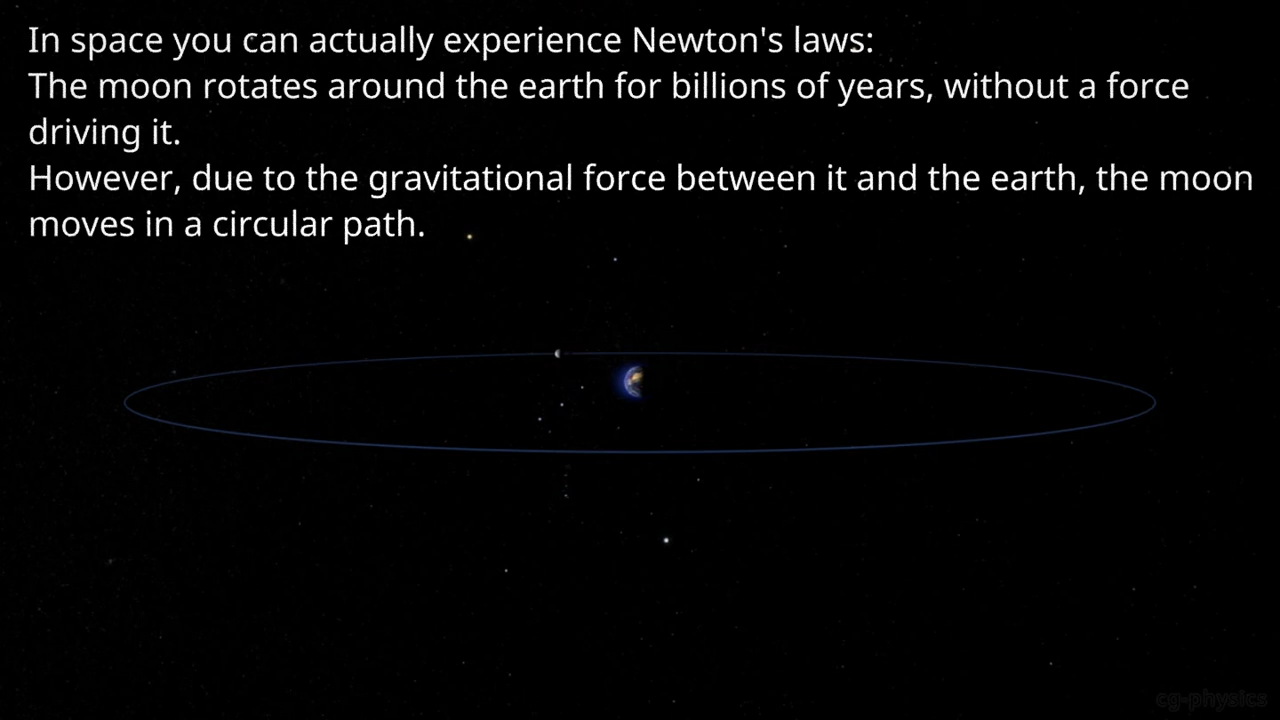 In space you can actually experience Newton's laws:
The moon rotates around the earth for billions of years, without a force
driving it.
However, due to the gravitational force between it and the earth, the moon
moves in a circular path.
cg-physics